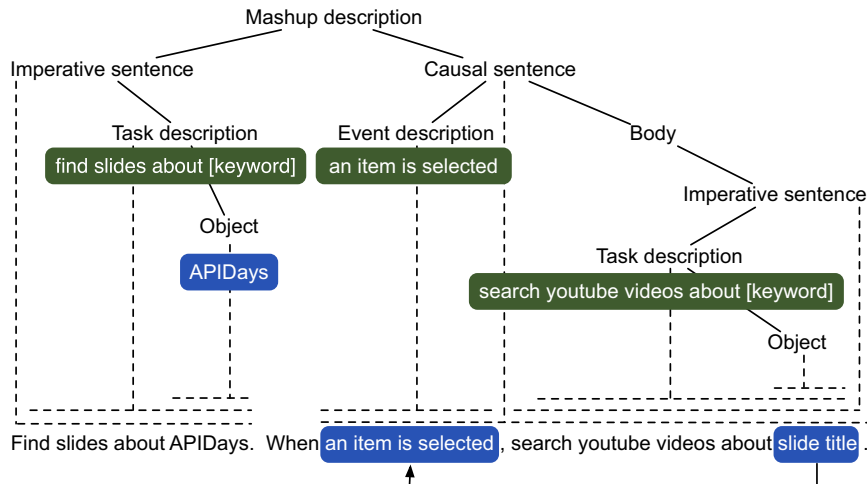 Mashup description
Imperative sentence
Causal sentence
Task description
Event description
Body
find slides about [keyword]
an item is selected
Imperative sentence
Object
Task description
APIDays
search youtube videos about [keyword]
Object
Find slides about APIDays. When an item is selected, search youtube videos about slide title.